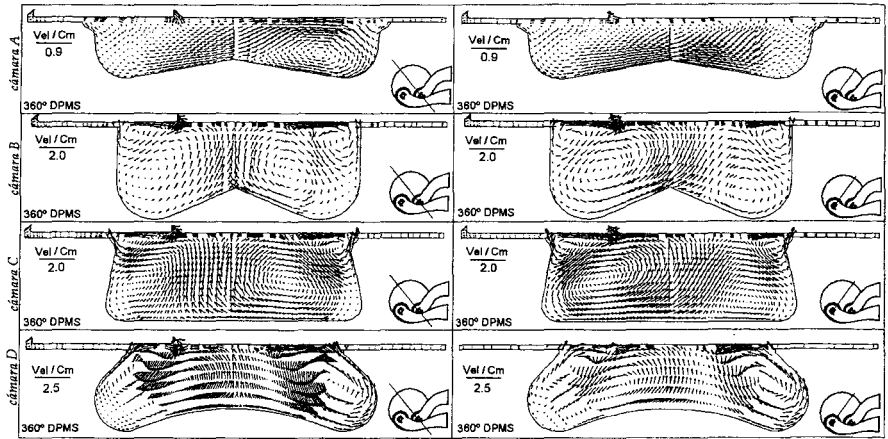 cámara A
Vel / Cm
0.9
360º DPMS
Vel / Cm
0.9
360º DPMS
cámara B
Vel / Cm
2.0
360º DPMS
Vel / Cm
2.0
360º DPMS
cámara C
Vel / Cm
2.0
360º DPMS
Vel / Cm
2.0
360º DPMS
cámara D
Vel / Cm
2.5
360º DPMS
Vel / Cm
2.5
360º DPMS